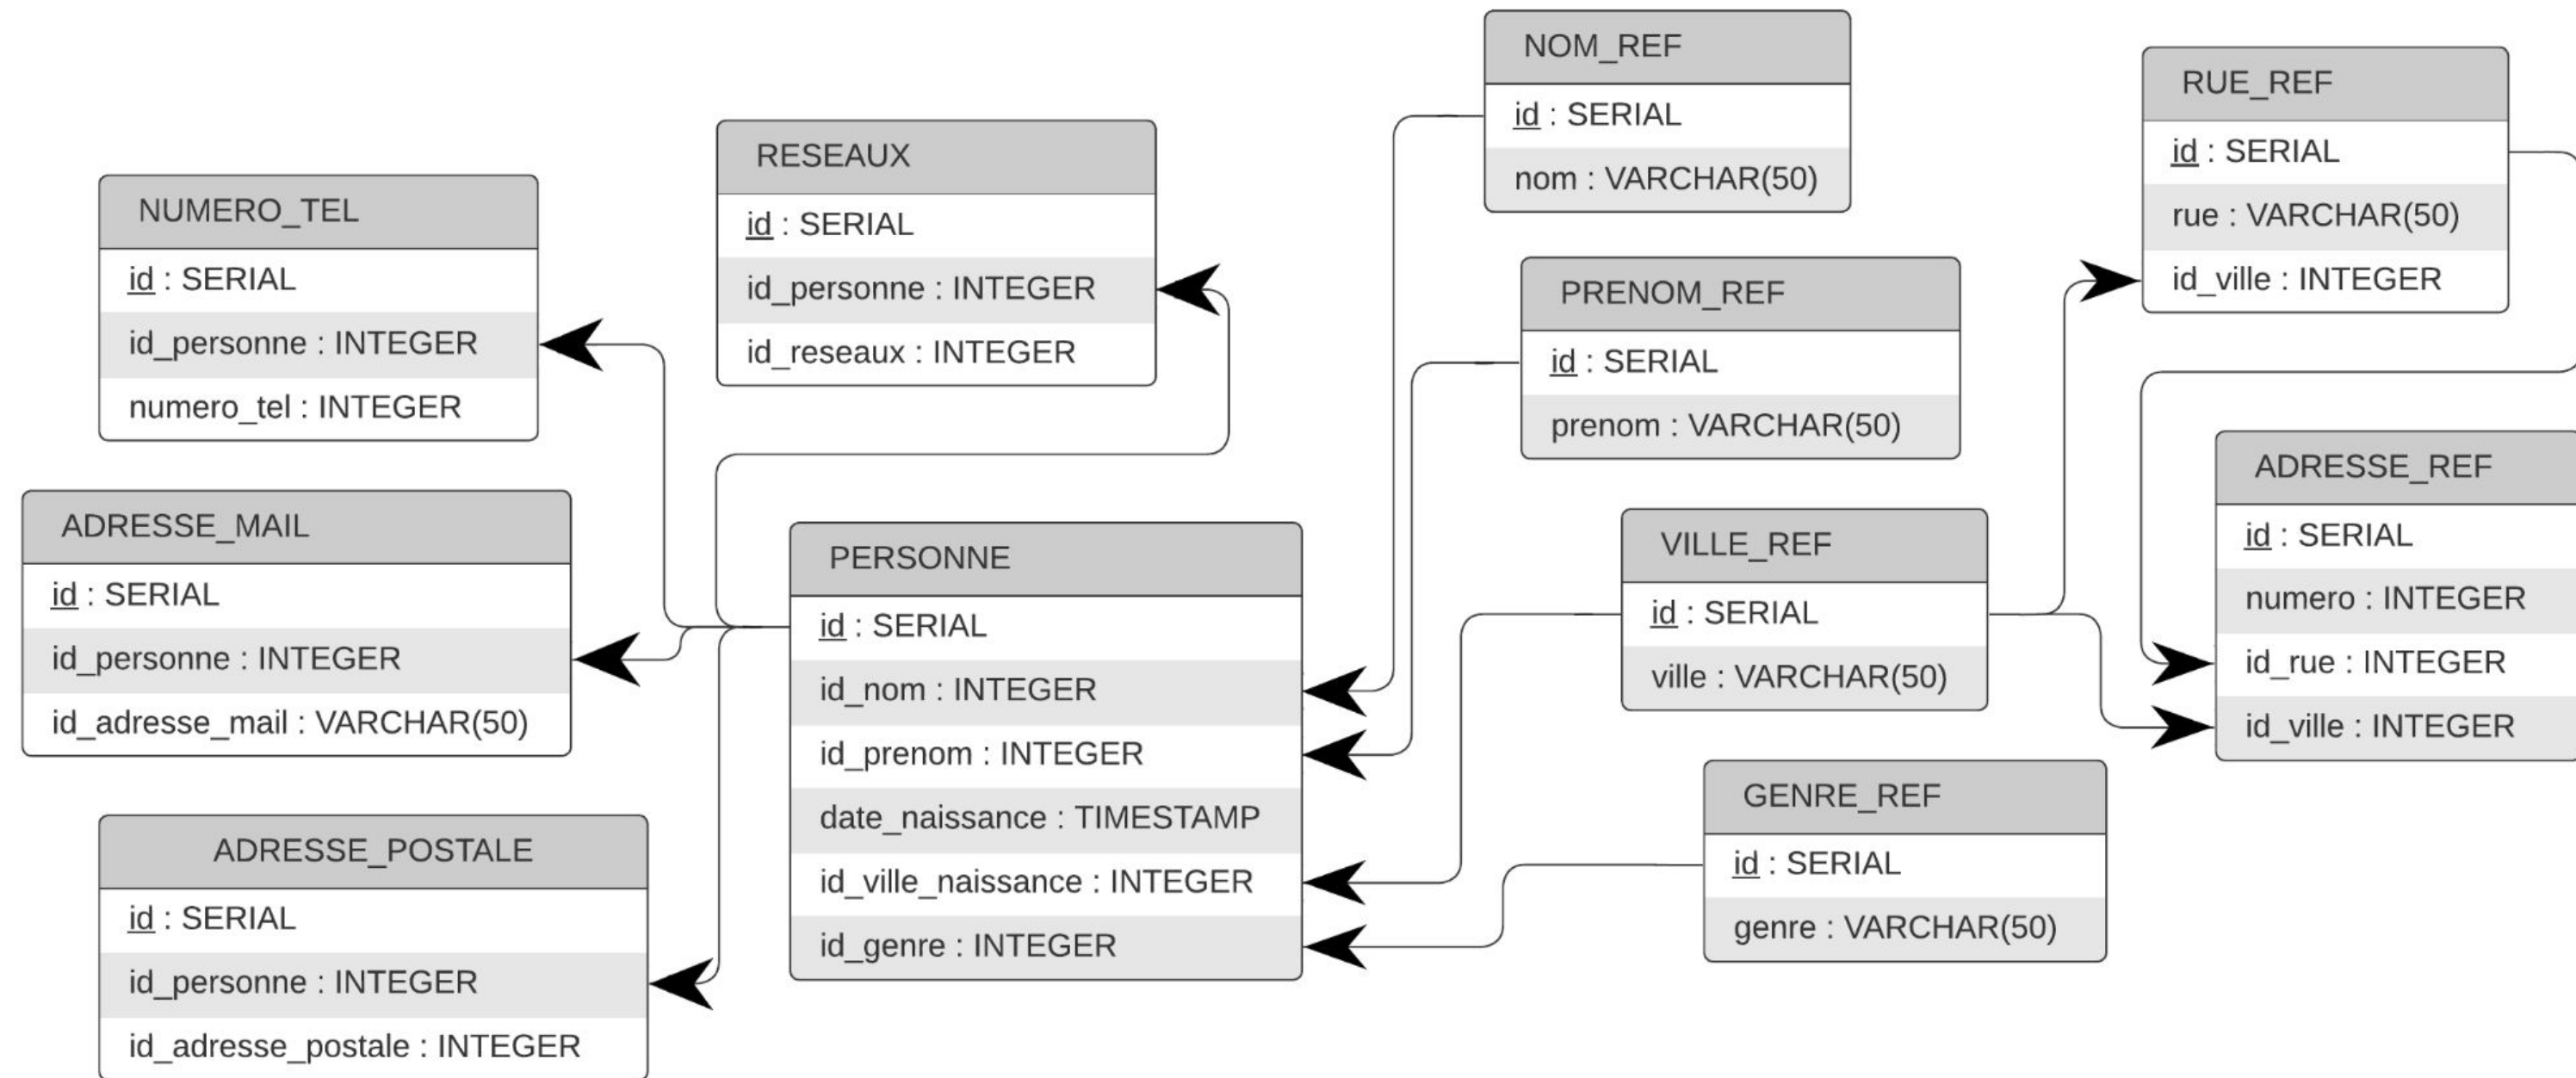 NOM_REF
id : SERIAL
nom : VARCHAR(50)
RUE_REF
id : SERIAL
rue : VARCHAR(50)
id_ville : INTEGER
RESEAUX
id : SERIAL
id_personne : INTEGER
id_reseaux : INTEGER
NUMERO_TEL
id : SERIAL
id_personne : INTEGER
numero_tel : INTEGER
PRENOM_REF
id : SERIAL
prenom : VARCHAR(50)
ADRESSE_REF
id : SERIAL
numero : INTEGER
id_rue : INTEGER
id_ville : INTEGER
ADRESSE_MAIL
id : SERIAL
id_personne : INTEGER
id_adresse_mail : VARCHAR(50)
PERSONNE
id : SERIAL
id_nom : INTEGER
id_prenom : INTEGER
date_naissance : TIMESTAMP
id_ville_naissance : INTEGER
id_genre : INTEGER
VILLE_REF
id : SERIAL
ville : VARCHAR(50)
GENRE_REF
id : SERIAL
genre : VARCHAR(50)
ADRESSE_POSTALE
id : SERIAL
id_personne : INTEGER
id_adresse_postale : INTEGER